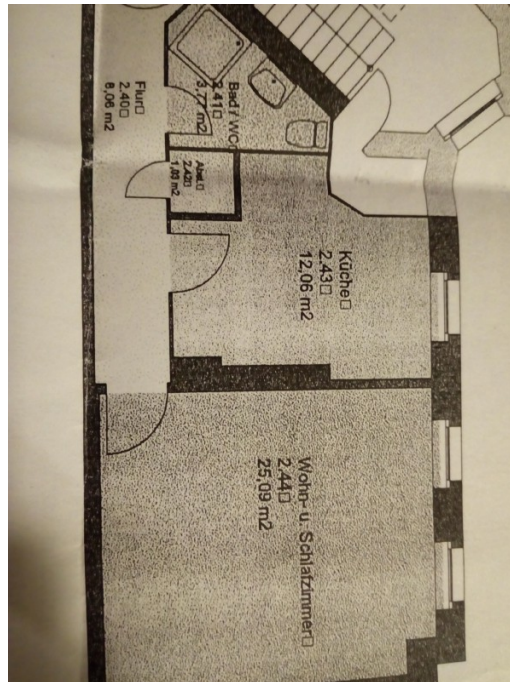 Flur□
2.40□
8,06 m2
Bad / WC
2.41□
3,77 m2
Abst.□
2.42□
1,03 m2
Küche□
2.43□
12,06 m2
Wohn- u. Schlafzimmer□
2.44□
25,09 m2